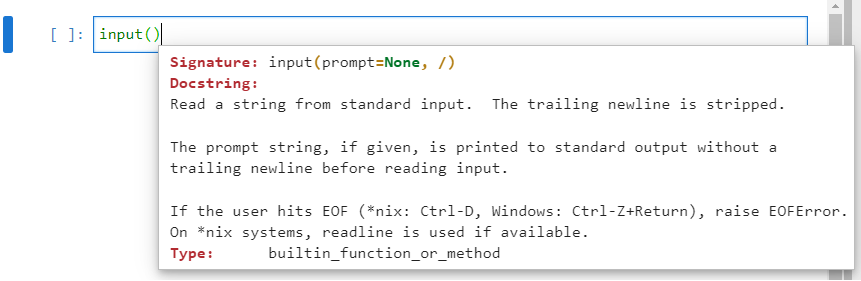 [ ]: input()
Signature: input(prompt=None, /)
Docstring:
Read a string from standard input.  The trailing newline is stripped.
The prompt string, if given, is printed to standard output without a
trailing newline before reading input.
If the user hits EOF (*nix: Ctrl-D, Windows: Ctrl-Z+Return), raise EOFError.
On *nix systems, readline is used if available.
Type:      builtin_function_or_method